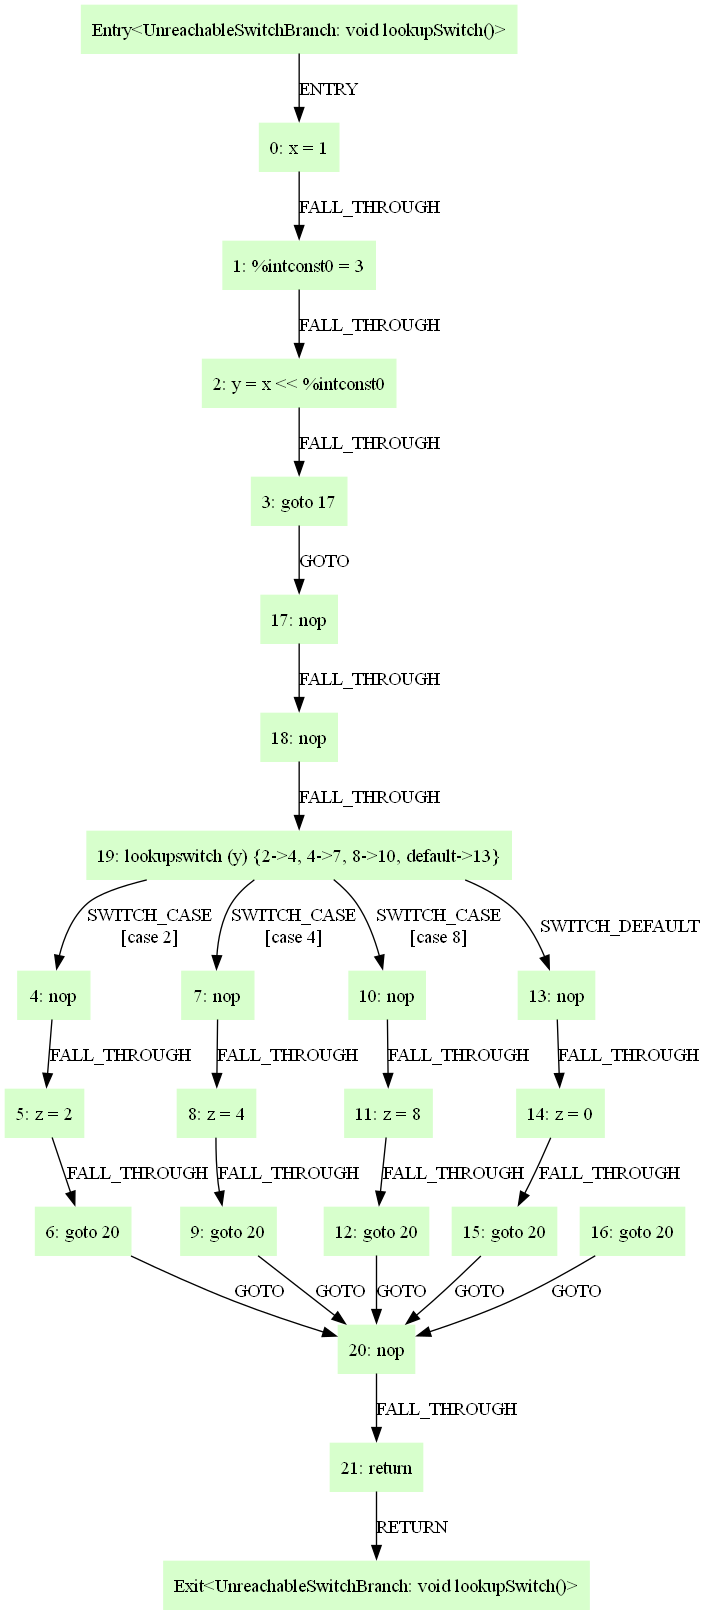 Entry<UnreachableSwitchBranch: void lookupSwitch()>
ENTRY
0: x = 1
FALL_THROUGH
1: %intconst0 = 3
FALL_THROUGH
2: y = x << %intconst0
FALL_THROUGH
3: goto 17
GOTO
17: nop
FALL_THROUGH
18: nop
FALL_THROUGH
19: lookupswitch (y) {2->4, 4->7, 8->10, default->13}
SWITCH_CASE
[case 2]
SWITCH_CASE
[case 4]
SWITCH_CASE
[case 8]
SWITCH_DEFAULT
4: nop
7: nop
10: nop
13: nop
FALL_THROUGH
FALL_THROUGH
FALL_THROUGH
FALL_THROUGH
5: z = 2
8: z = 4
11: z = 8
14: z = 0
FALL_THROUGH
FALL_THROUGH
FALL_THROUGH
FALL_THROUGH
6: goto 20
9: goto 20
12: goto 20
15: goto 20
16: goto 20
GOTO
GOTO
GOTO
GOTO
GOTO
20: nop
FALL_THROUGH
21: return
RETURN
Exit<UnreachableSwitchBranch: void lookupSwitch()>